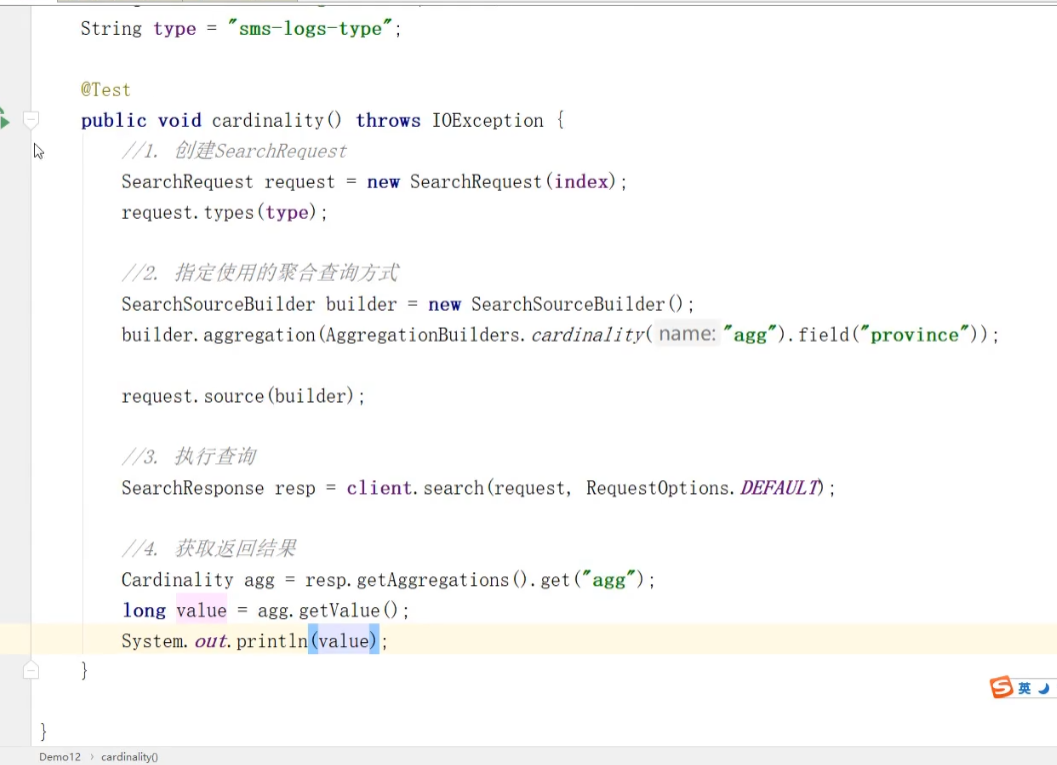 String type = "sms-logs-type";
@Test
public void cardinality() throws IOException {
//1. 创建SearchRequest
SearchRequest request = new SearchRequest(index);
request.types(type);
//2. 指定使用的聚合查询方式
SearchSourceBuilder builder = new SearchSourceBuilder();
builder.aggregation(AggregationBuilders.cardinality( name: "agg").field("province"));
request.source(builder);
//3. 执行查询
SearchResponse resp = client.search(request, RequestOptions.DEFAULT);
//4. 获取返回结果
Cardinality agg = resp.getAggregations().get("agg");
long value = agg.getValue();
System.out.println(value);
}
S 英
}
Demo12 › cardinality()